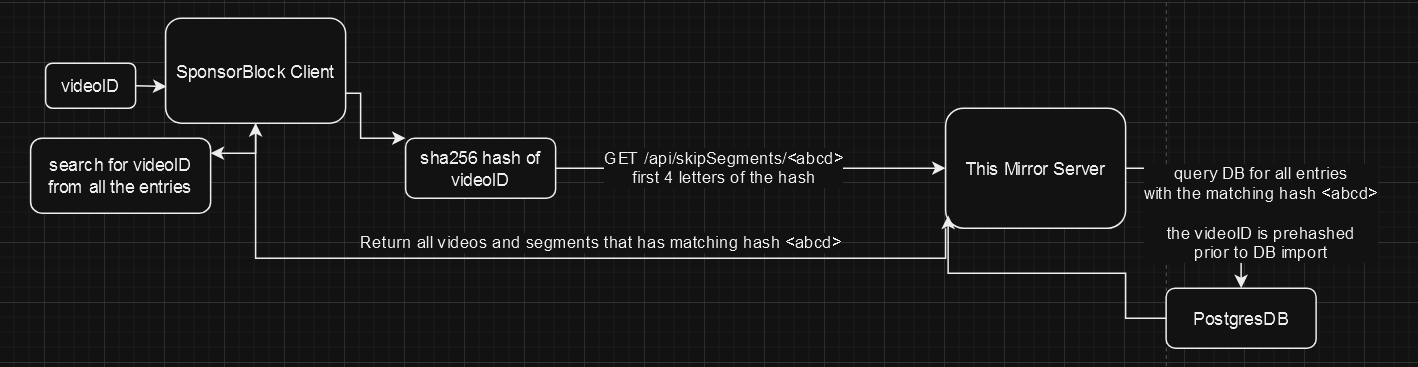 videoID
SponsorBlock Client
search for videoID
from all the entries
sha256 hash of
videoID
GET /api/skipSegments/<abcd>
first 4 letters of the hash
This Mirror Server
query DB for all entries
with the matching hash <abcd>
the videoID is prehashed
prior to DB import
PostgresDB
Return all videos and segments that has matching hash <abcd>